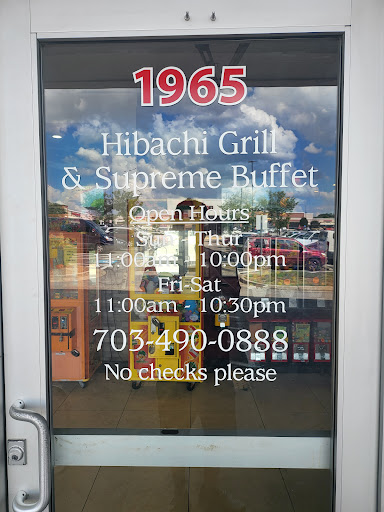 1965
Hibachi Grill
& Supreme Buffet
Open Hours
Sun - Thur
11:00am - 10:00pm
Fri-Sat
11:00am - 10:30pm
703-490-0888
No checks please